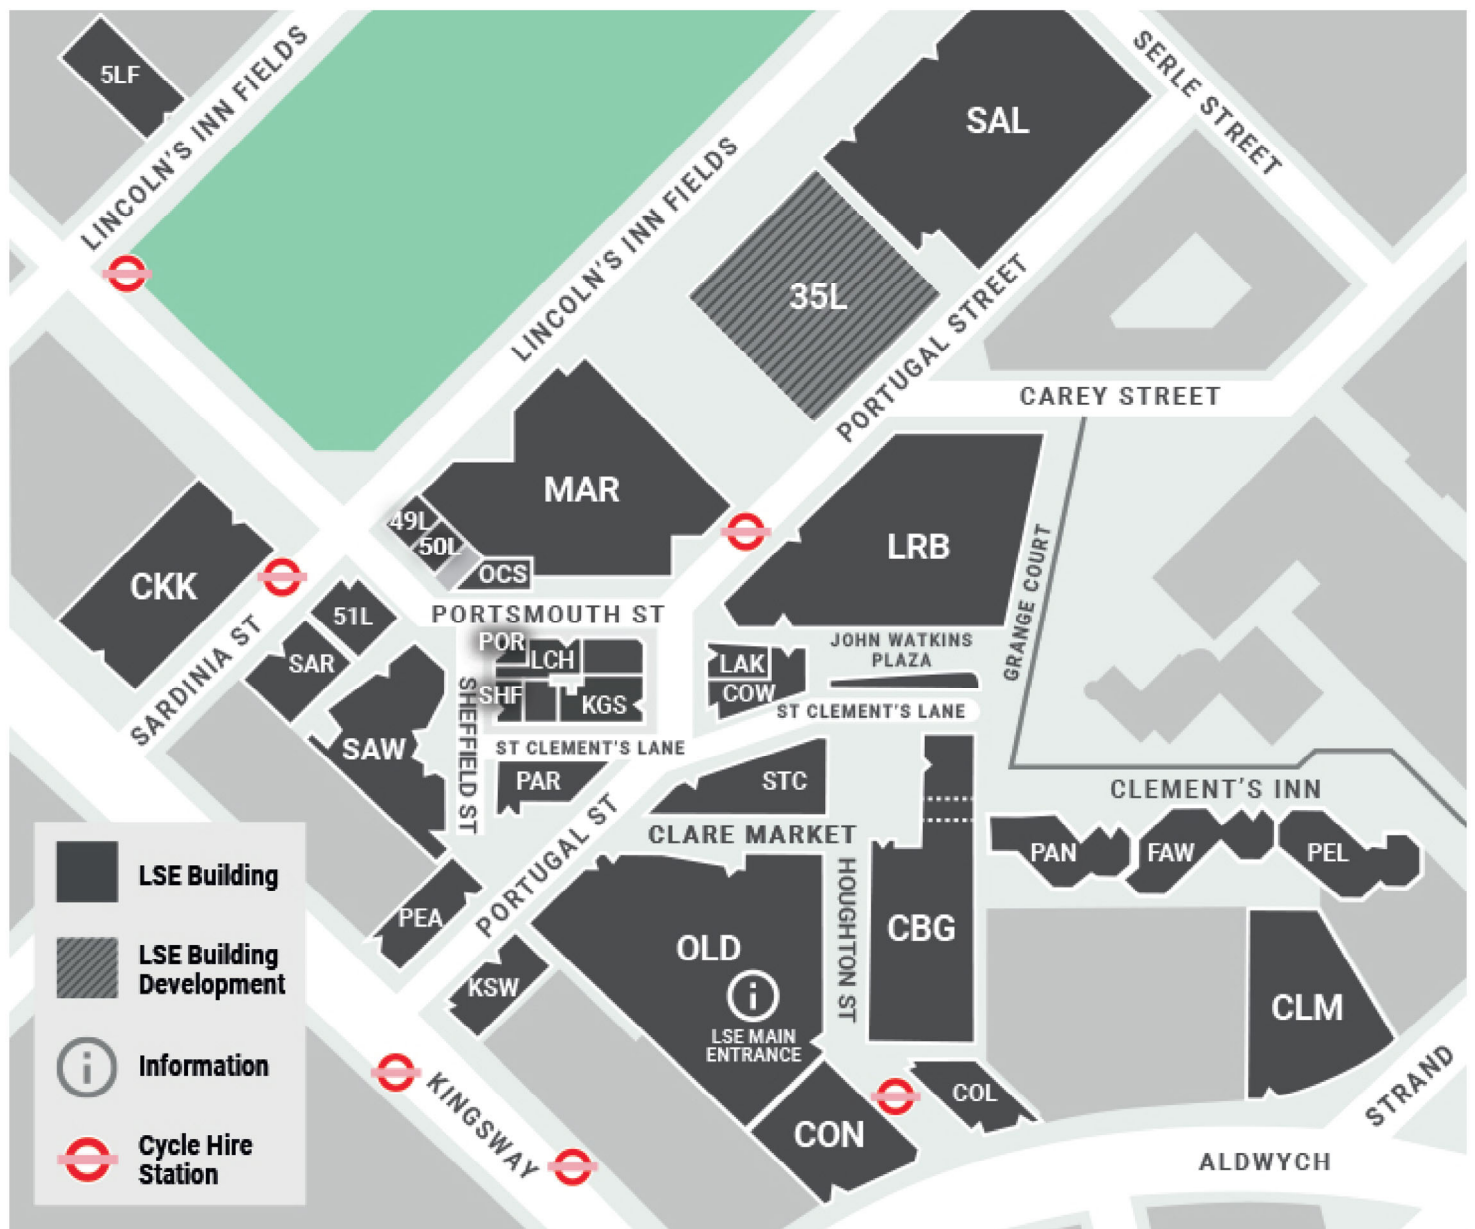 5LF
LINCOLN'S INN FIELDS
SERLE STREET
SAL
LINCOLN'S INN FIELDS
35L
PORTUGAL STREET
CAREY STREET
MAR
49L
50L
OCS
LRB
GRANGE COURT
CKK
51L
SAR
SARDINIA ST
PORTSMOUTH ST
POR
LCH
SHF
KGS
LAK
COW
JOHN WATKINS
PLAZA
ST CLEMENT'S LANE
SAW
SHEFFIELD ST
ST CLEMENT'S LANE
PAR
STC
CLEMENT'S INN
CLARE MARKET
PORTUGAL ST
PAN
FAW
PEL
PEA
KSW
OLD
LSE MAIN
ENTRANCE
HOUGHTON ST
CBG
CLM
COL
CON
KINGSWAY
STRAND
ALDWYCH
LSE Building
LSE Building
Development
Information
Cycle Hire
Station